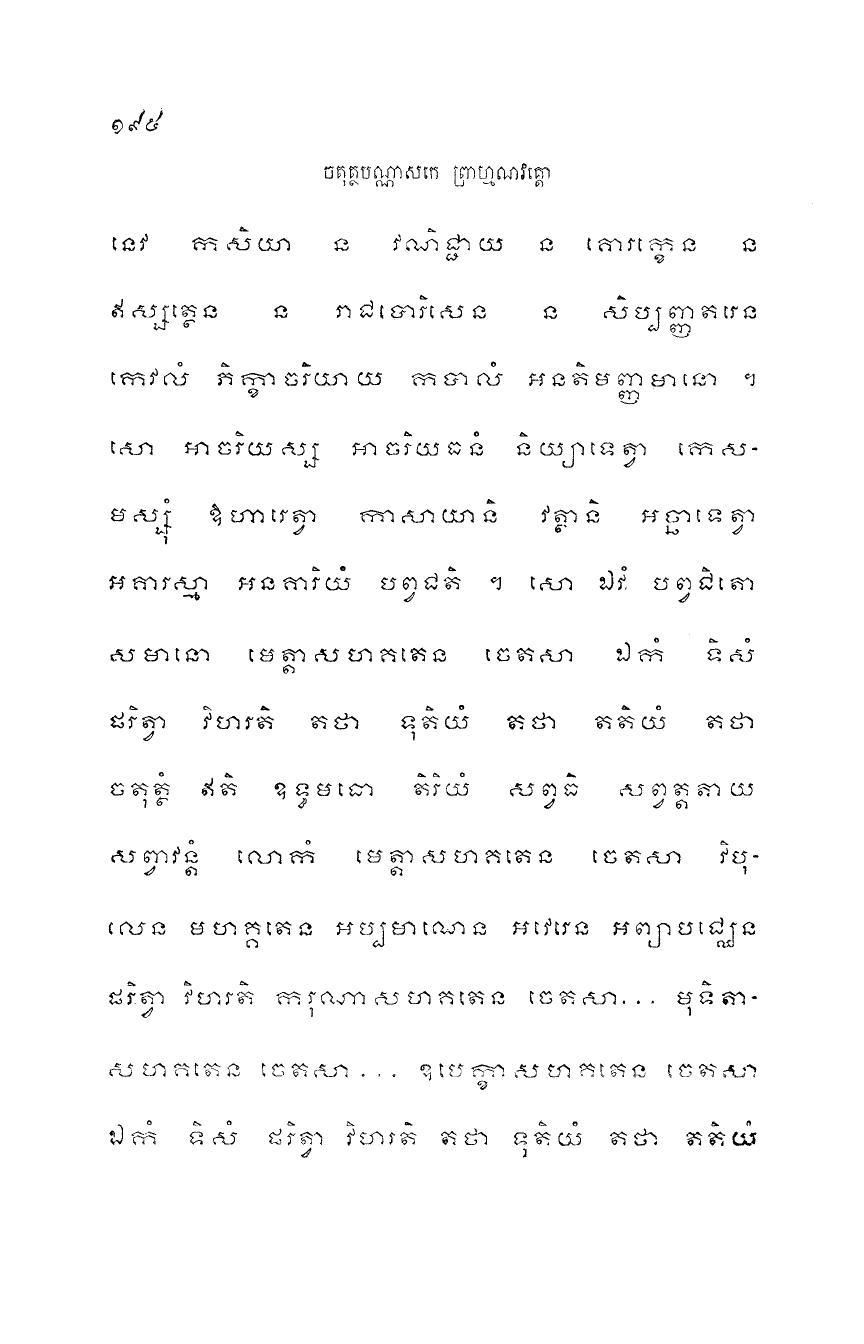 ១៩៤
ចតុត្ថបណ្ណាសកេ ព្រាហ្មណវគ្គោ
នេវ កសិយា ន វណិជ្ជាយ ន គោរក្ខេន ន
ឥស្សត្ថេន ន រាជបោរិសេន ន សិប្បញ្ញតរេន
កេវលំ ភិក្ខាចរិយាយ កបាលំ អនតិមញ្ញមានោ ។
សោ អាចរិយស្ស អាចរិយធនំ និយ្យាទេត្វា កេស-
មស្សុំ ឱហារេត្វា កាសាយានិ វត្ថានិ អច្ឆាទេត្វា
អគារស្មា អនគារិយំ បព្វជតិ ។ សោ ឯវំ បព្វជិតោ
សមានោ មេត្តាសហគតេន ចេតសា ឯកំ ទិសំ
ផរិត្វា វិហរតិ តថា ទុតិយំ តថា តតិយំ តថា
ចតុត្ថំ ឥតិ ឧទ្ធមធោ តិរិយំ សព្វធិ សព្វត្តតាយ
សព្វាវន្តំ លោកំ មេត្តាសហគតេន ចេតសា វិបុ-
លេន មហគ្គតេន អប្បមាណេន អវេរេន អព្យាបជ្ឈេន
ផរិត្វា វិហរតិ ករុណាសហគតេន ចេតសា... មុទិតា-
សហគតេន ចេតសា... ឧបេក្ខាសហគតេន ចេតសា
ឯកំ ទិសំ ផរិត្វា វិហរតិ តថា ទុតិយំ តថា តតិយំ